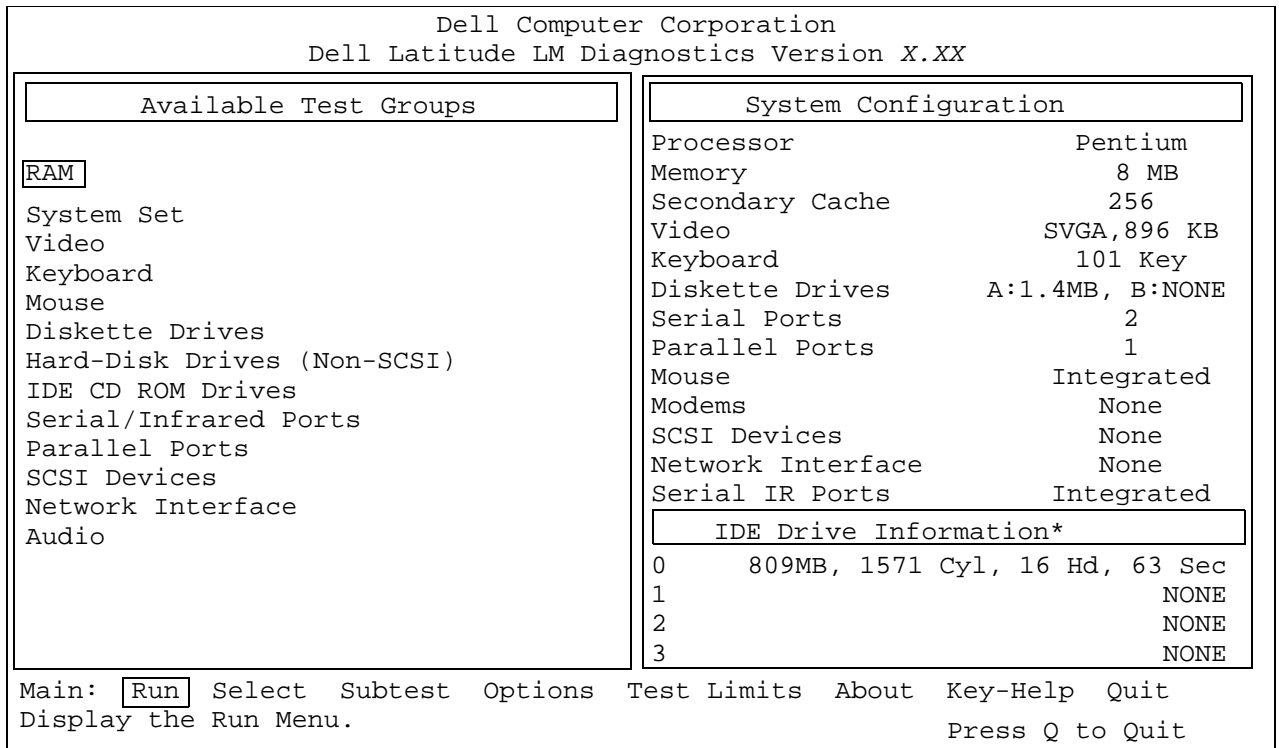 Dell Computer Corporation
Dell Latitude LM Diagnostics Version X.XX
Available Test Groups
RAM
System Set
Video
Keyboard
Mouse
Diskette Drives
Hard-Disk Drives (Non-SCSI)
IDE CD ROM Drives
Serial/Infrared Ports
Parallel Ports
SCSI Devices
Network Interface
Audio
System Configuration
Processor Pentium
Memory 8 MB
Secondary Cache 256
Video SVGA,896 KB
Keyboard 101 Key
Diskette Drives A:1.4MB, B:NONE
Serial Ports 2
Parallel Ports 1
Mouse Integrated
Modems None
SCSI Devices None
Network Interface None
Serial IR Ports Integrated
IDE Drive Information*
0 809MB, 1571 Cyl, 16 Hd, 63 Sec
1 NONE
2 NONE
3 NONE
Main: Run Select Subtest Options Test Limits About Key-Help Quit
Display the Run Menu.
Press Q to Quit